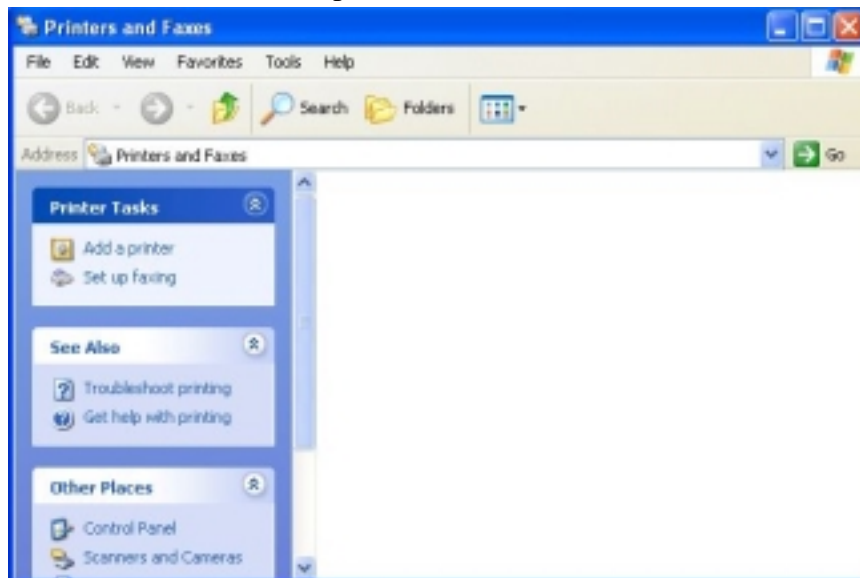 Printers and Faxes
File Edit View Favorites Tools Help
Back Search Folders
Address Printers and Faxes Go
Printer Tasks
Add a printer
Set up faxing
See Also
Troubleshoot printing
Get help with printing
Other Places
Control Panel
Scanners and Cameras